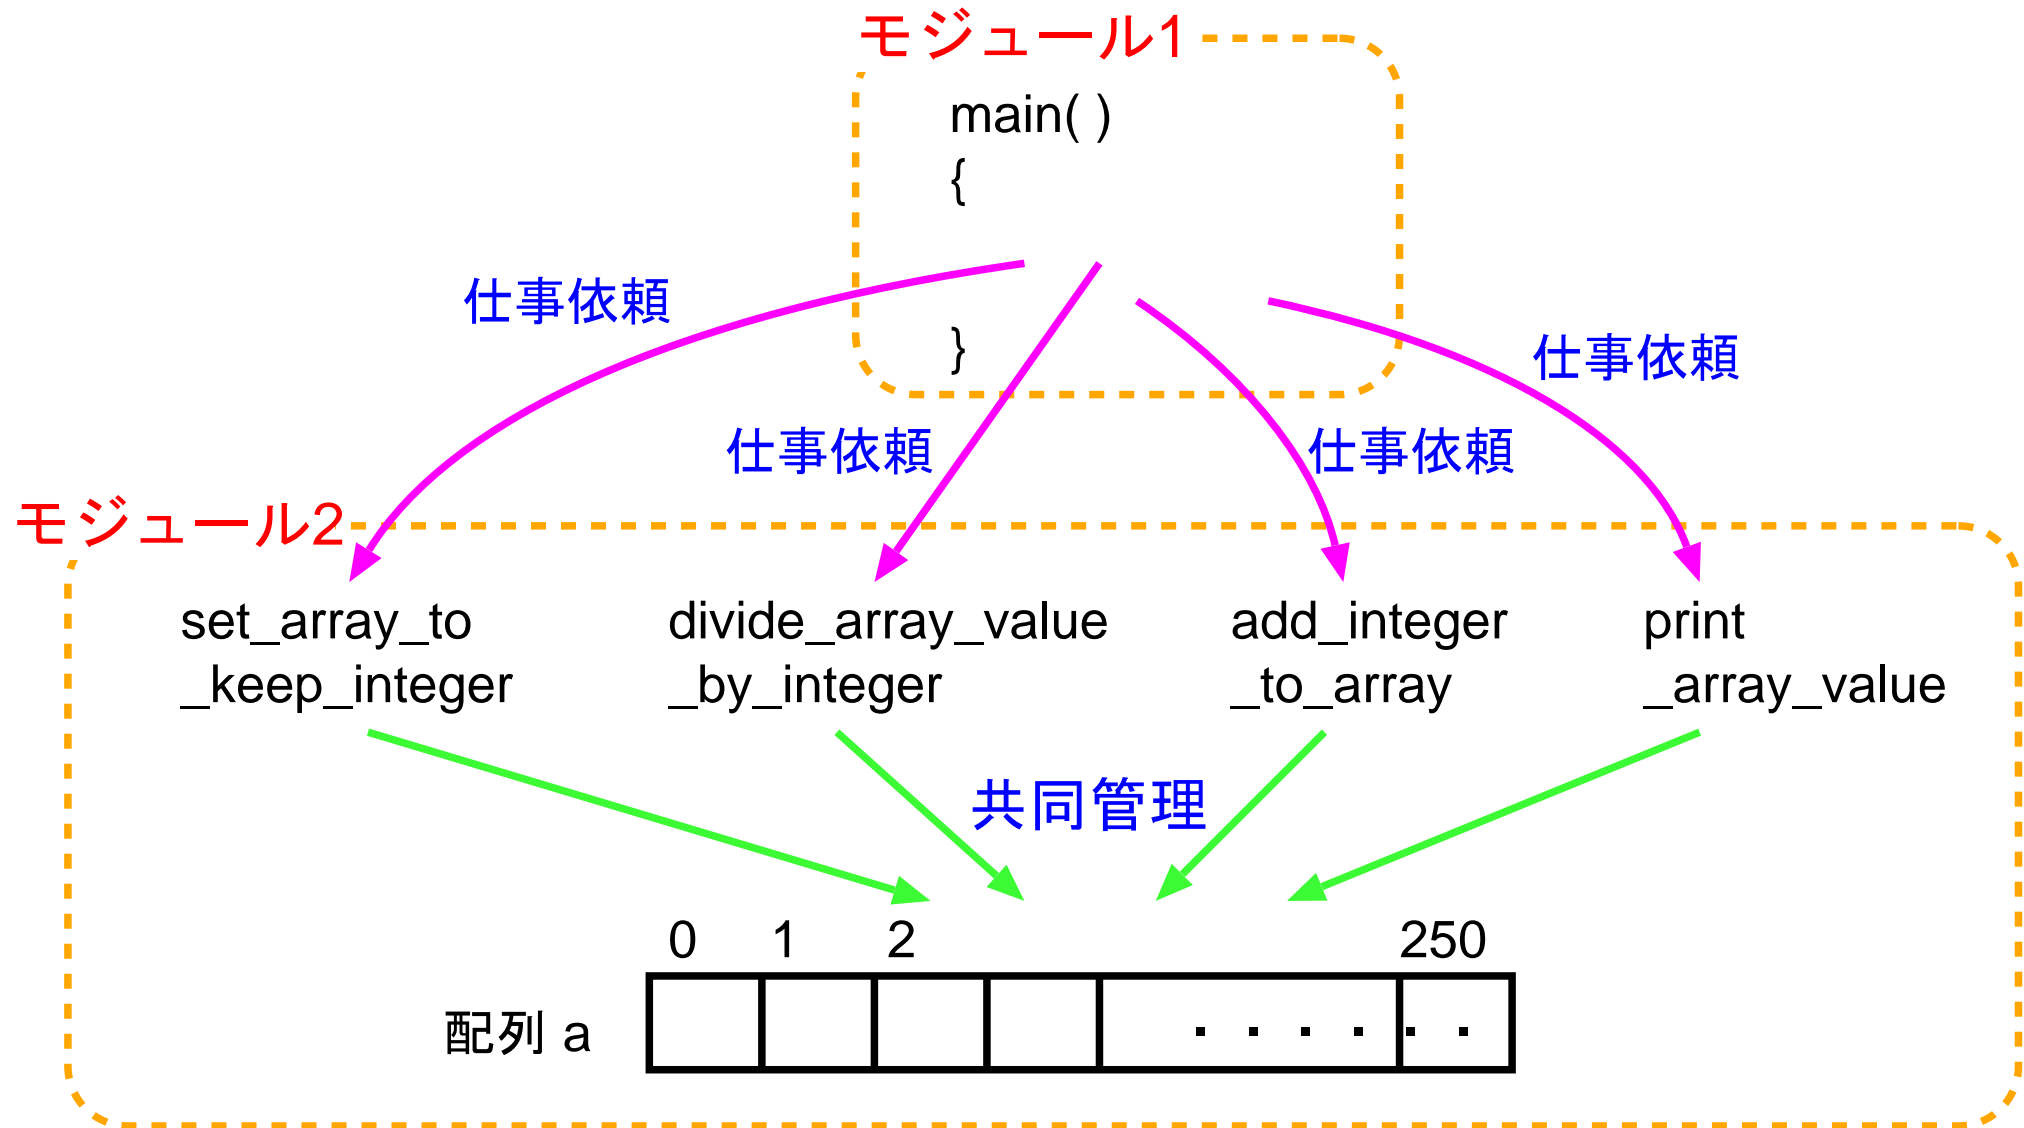 モジュール1
main( )
{
}
仕事依頼
仕事依頼
仕事依頼
仕事依頼
モジュール2
set_array_to
_keep_integer
divide_array_value
_by_integer
add_integer
_to_array
print
_array_value
共同管理
0 1 2 250
配列 a ・・・・・・